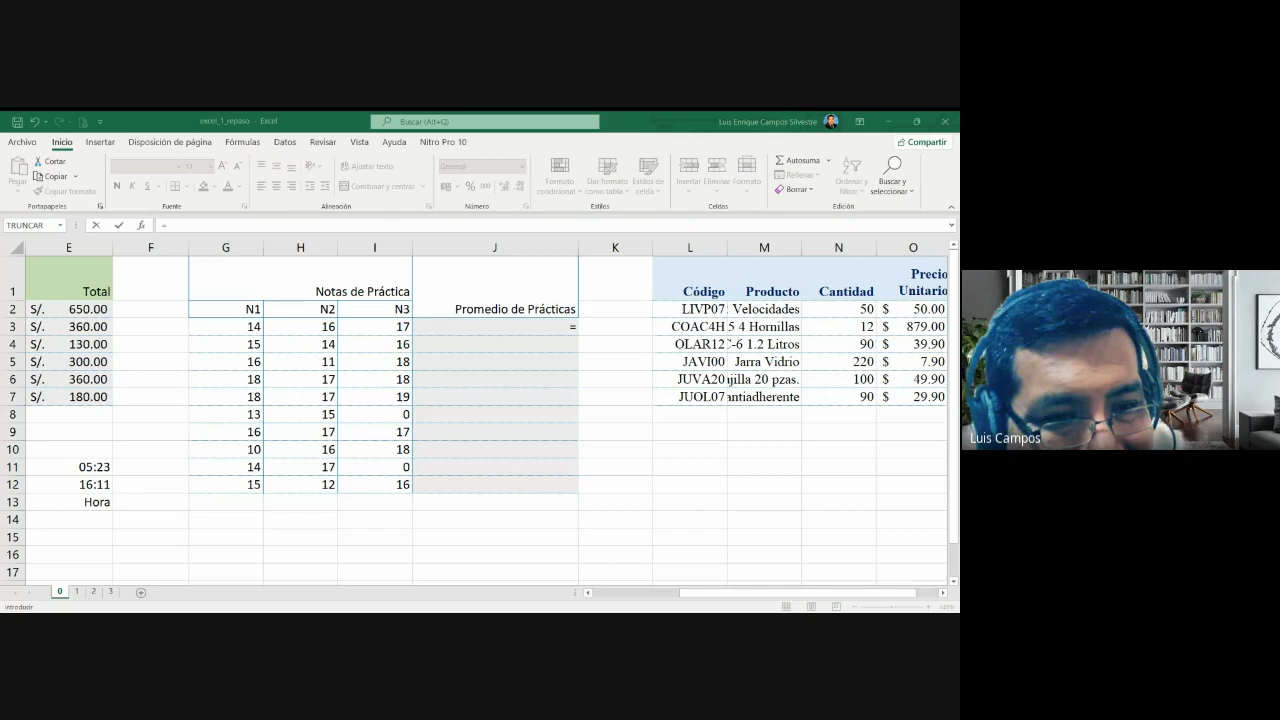 excel_1_repaso - Excel
Buscar (Alt+Q)
Luis Enrique Campos Silvestre
Archivo Inicio Insertar Disposición de página Fórmulas Datos Revisar Vista Ayuda Nitro Pro 10 Compartir
Pegar
Cortar
Copiar
Copiar formato
Portapapeles
11
N K S
Fuente
Ajustar texto
Combinar y centrar
Alineación
General
% 000
Número
Formato condicional
Dar formato como tabla
Estilos de celda
Estilos
Insertar Eliminar Formato
Celdas
Autosuma
Rellenar
Borrar
Ordenar y filtrar
Buscar y seleccionar
Edición
TRUNCAR fx =
E F G H I J K L M N O
1 Total Notas de Práctica Código Producto Cantidad Precio Unitario
2 S/. 650.00 N1 N2 N3 Promedio de Prácticas LIVP07 Velocidades 50 $ 50.00
3 S/. 360.00 14 16 17 = COAC4H 5 4 Hornillas 12 $ 879.00
4 S/. 130.00 15 14 16 OLAR12 -6 1.2 Litros 90 $ 39.90
5 S/. 300.00 16 11 18 JAVI00 Jarra Vidrio 220 $ 7.90
6 S/. 360.00 18 17 18 JUVA20 ajilla 20 pzas. 100 $ 49.90
7 S/. 180.00 18 17 19 JUOL07 antiadherente 90 $ 29.90
8 13 15 0
9 16 17 17
10 10 16 18
11 05:23 14 17 0
12 16:11 15 12 16
13 Hora
14
15
16
17
0 1 2 3
Introducir
Luis Campos